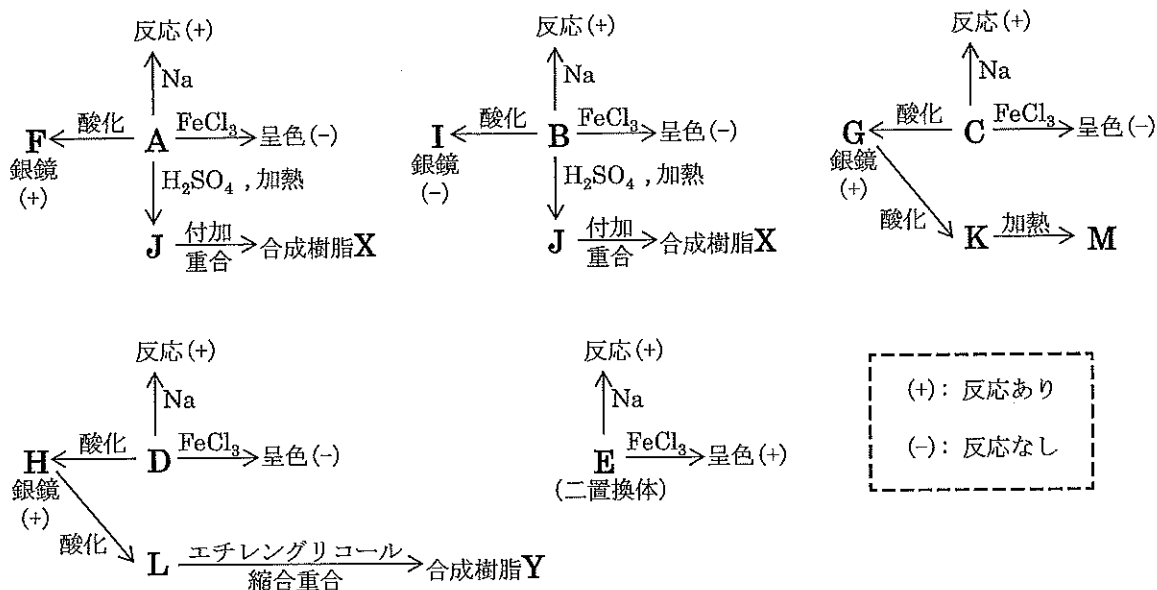 反応(+)
Na
F 酸化 A FeCl₃ 呈色(-)
銀鏡
(+)
H₂SO₄ , 加熱
J 付加 合成樹脂X
重合
反応(+)
Na
I 酸化 B FeCl₃ 呈色(-)
銀鏡
(-)
H₂SO₄ , 加熱
J 付加 合成樹脂X
重合
反応(+)
Na
G 酸化 C FeCl₃ 呈色(-)
銀鏡
(+)
酸化
K 加熱 M
反応(+)
Na
H 酸化 D FeCl₃ 呈色(-)
銀鏡
(+)
酸化
L エチレングリコール 合成樹脂Y
縮合重合
反応(+)
Na
E FeCl₃ 呈色(+)
(二置換体)
(+): 反応あり
(-): 反応なし